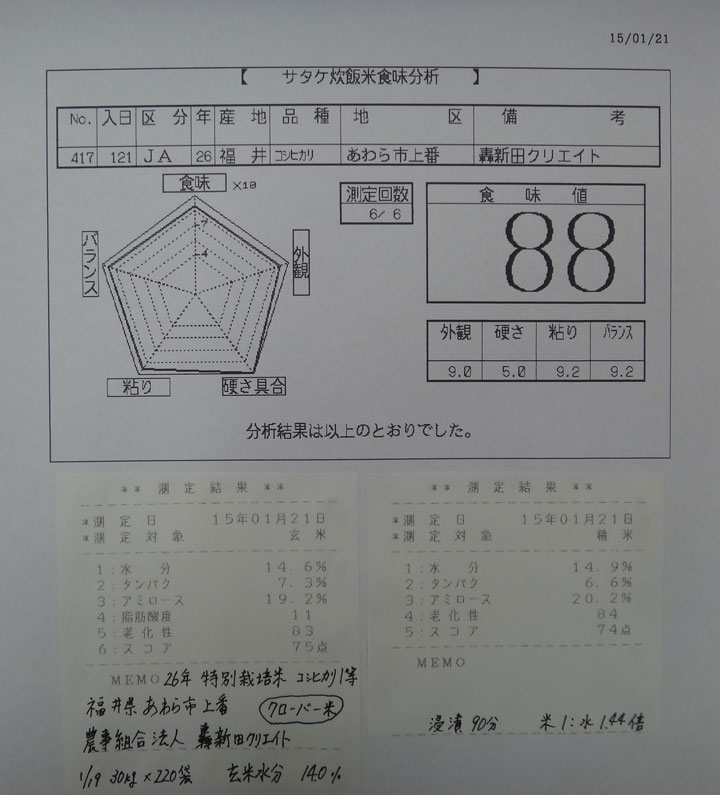 15/01/21
【 サタケ炊飯米食味分析 】
No. 入日 区分 年 産地 品種 地区 備考
417 121 JA 26 福井 コシヒカリ あわら市上番 轟新田クリエイト
食味 ×10
7
4
バランス
外観
粘り
硬さ具合
測定回数
6/ 6
食味値
88
外観 硬さ 粘り バランス
9.0 5.0 9.2 9.2
分析結果は以上のとおりでした。
** 測定結果 **
*測定日 15年01月21日
*測定対象 玄米
1:水分 14.6%
2:タンパク 7.3%
3:アミロース 19.2%
4:脂肪酸度 11
5:老化性 83
6:スコア 75点
MEMO 26年 特別栽培米 コシヒカリ1等
福井県あわら市上番 クローバー米
農事組合法人 轟新田クリエイト
1/19 30kg×220袋 玄米水分 14.0%
** 測定結果 **
*測定日 15年01月21日
*測定対象 精米
1:水分 14.9%
2:タンパク 6.6%
3:アミロース 20.2%
4:老化性 84
5:スコア 74点
MEMO
浸漬 90分 米1:水1.44倍